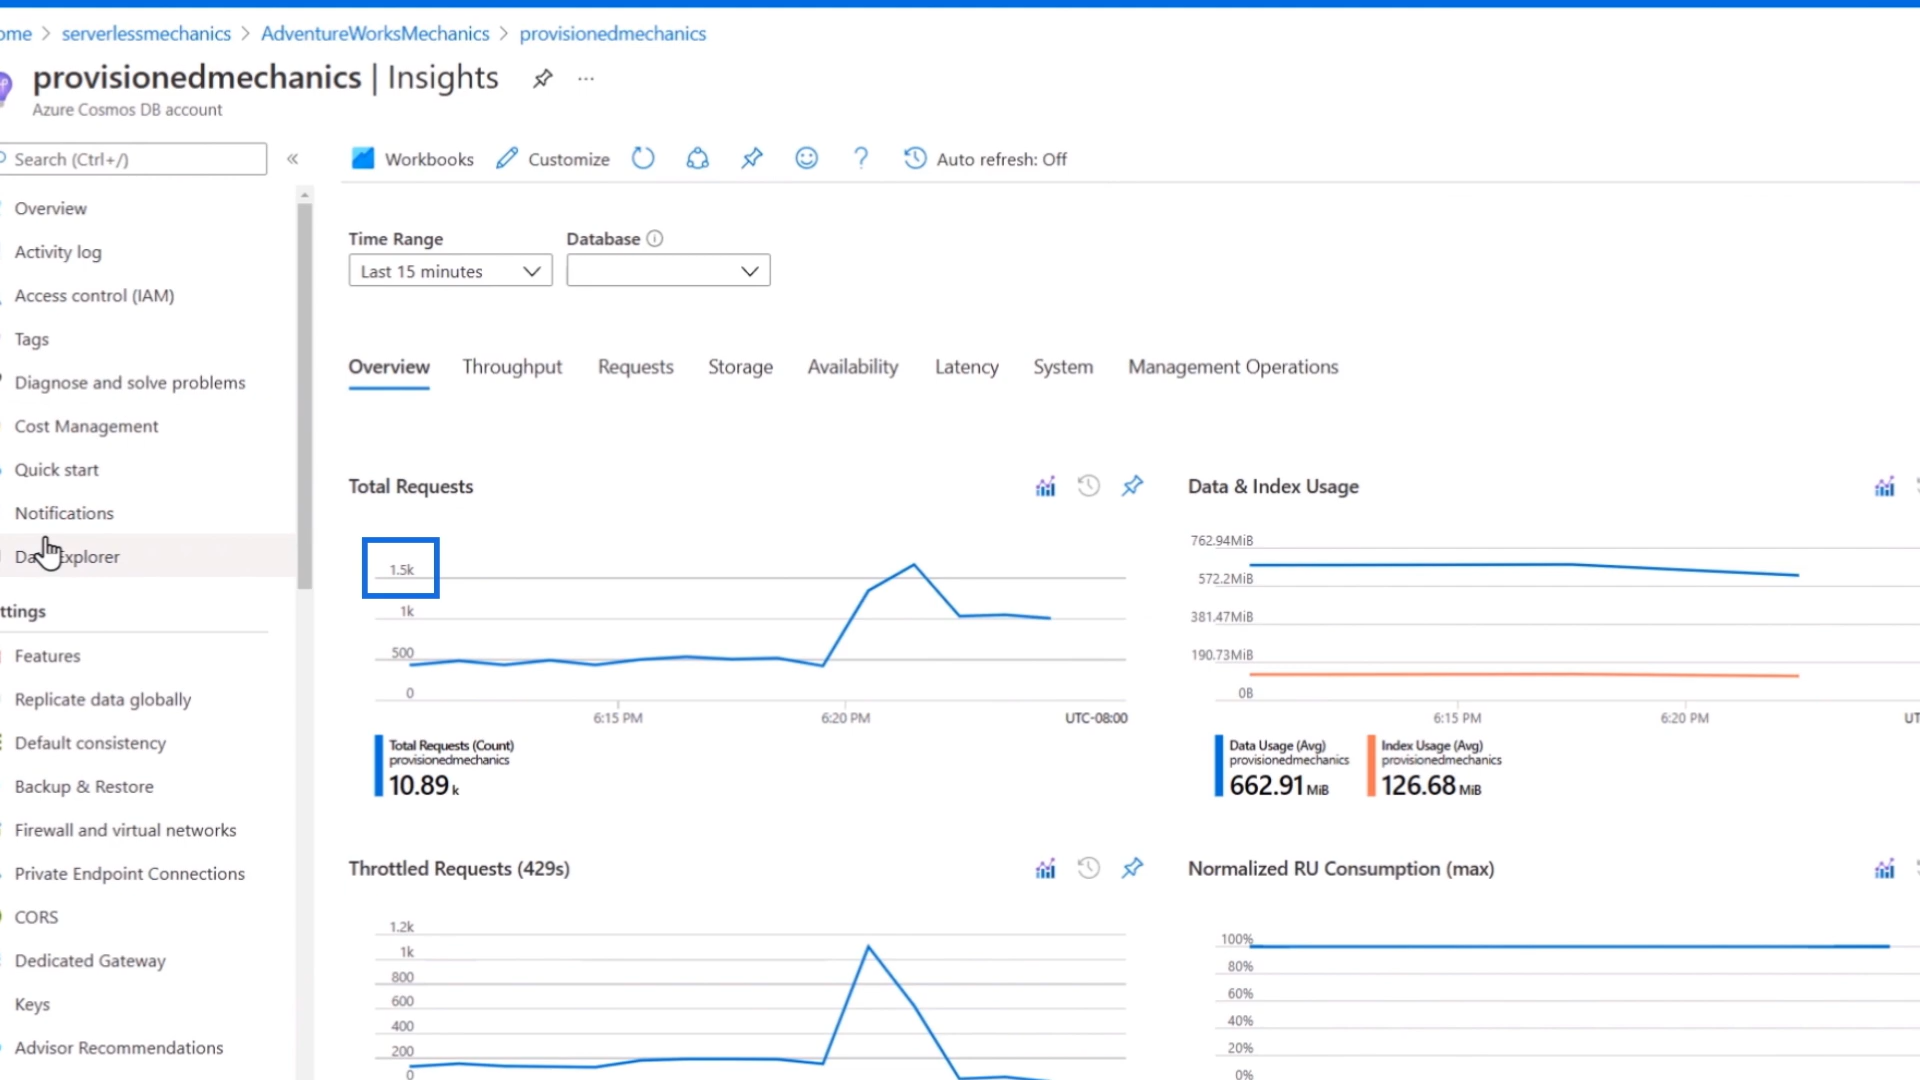 ome > serverlessmechanics > AdventureWorksMechanics > provisionedmechanics
provisionedmechanics | Insights ...
Azure Cosmos DB account
Search (Ctrl+/) «
Workbooks Customize ? Auto refresh: Off
Overview
Activity log
Access control (IAM)
Tags
Diagnose and solve problems
Cost Management
Quick start
Notifications
Da Explorer
ttings
Features
Replicate data globally
Default consistency
Backup & Restore
Firewall and virtual networks
Private Endpoint Connections
CORS
Dedicated Gateway
Keys
Advisor Recommendations
Time Range Database
Last 15 minutes
Overview Throughput Requests Storage Availability Latency System Management Operations
Total Requests
1.5k
1k
500
0
6:15 PM 6:20 PM UTC-08:00
Total Requests (Count)
provisionedmechanics
10.89 k
Data & Index Usage
762.94MiB
572.2MiB
381.47MiB
190.73MiB
0B
6:15 PM 6:20 PM UT
Data Usage (Avg)
provisionedmechanics
662.91 MiB
Index Usage (Avg)
provisionedmechanics
126.68 MiB
Throttled Requests (429s)
1.2k
1k
800
600
400
200
0
Normalized RU Consumption (max)
100%
80%
60%
40%
20%
0%